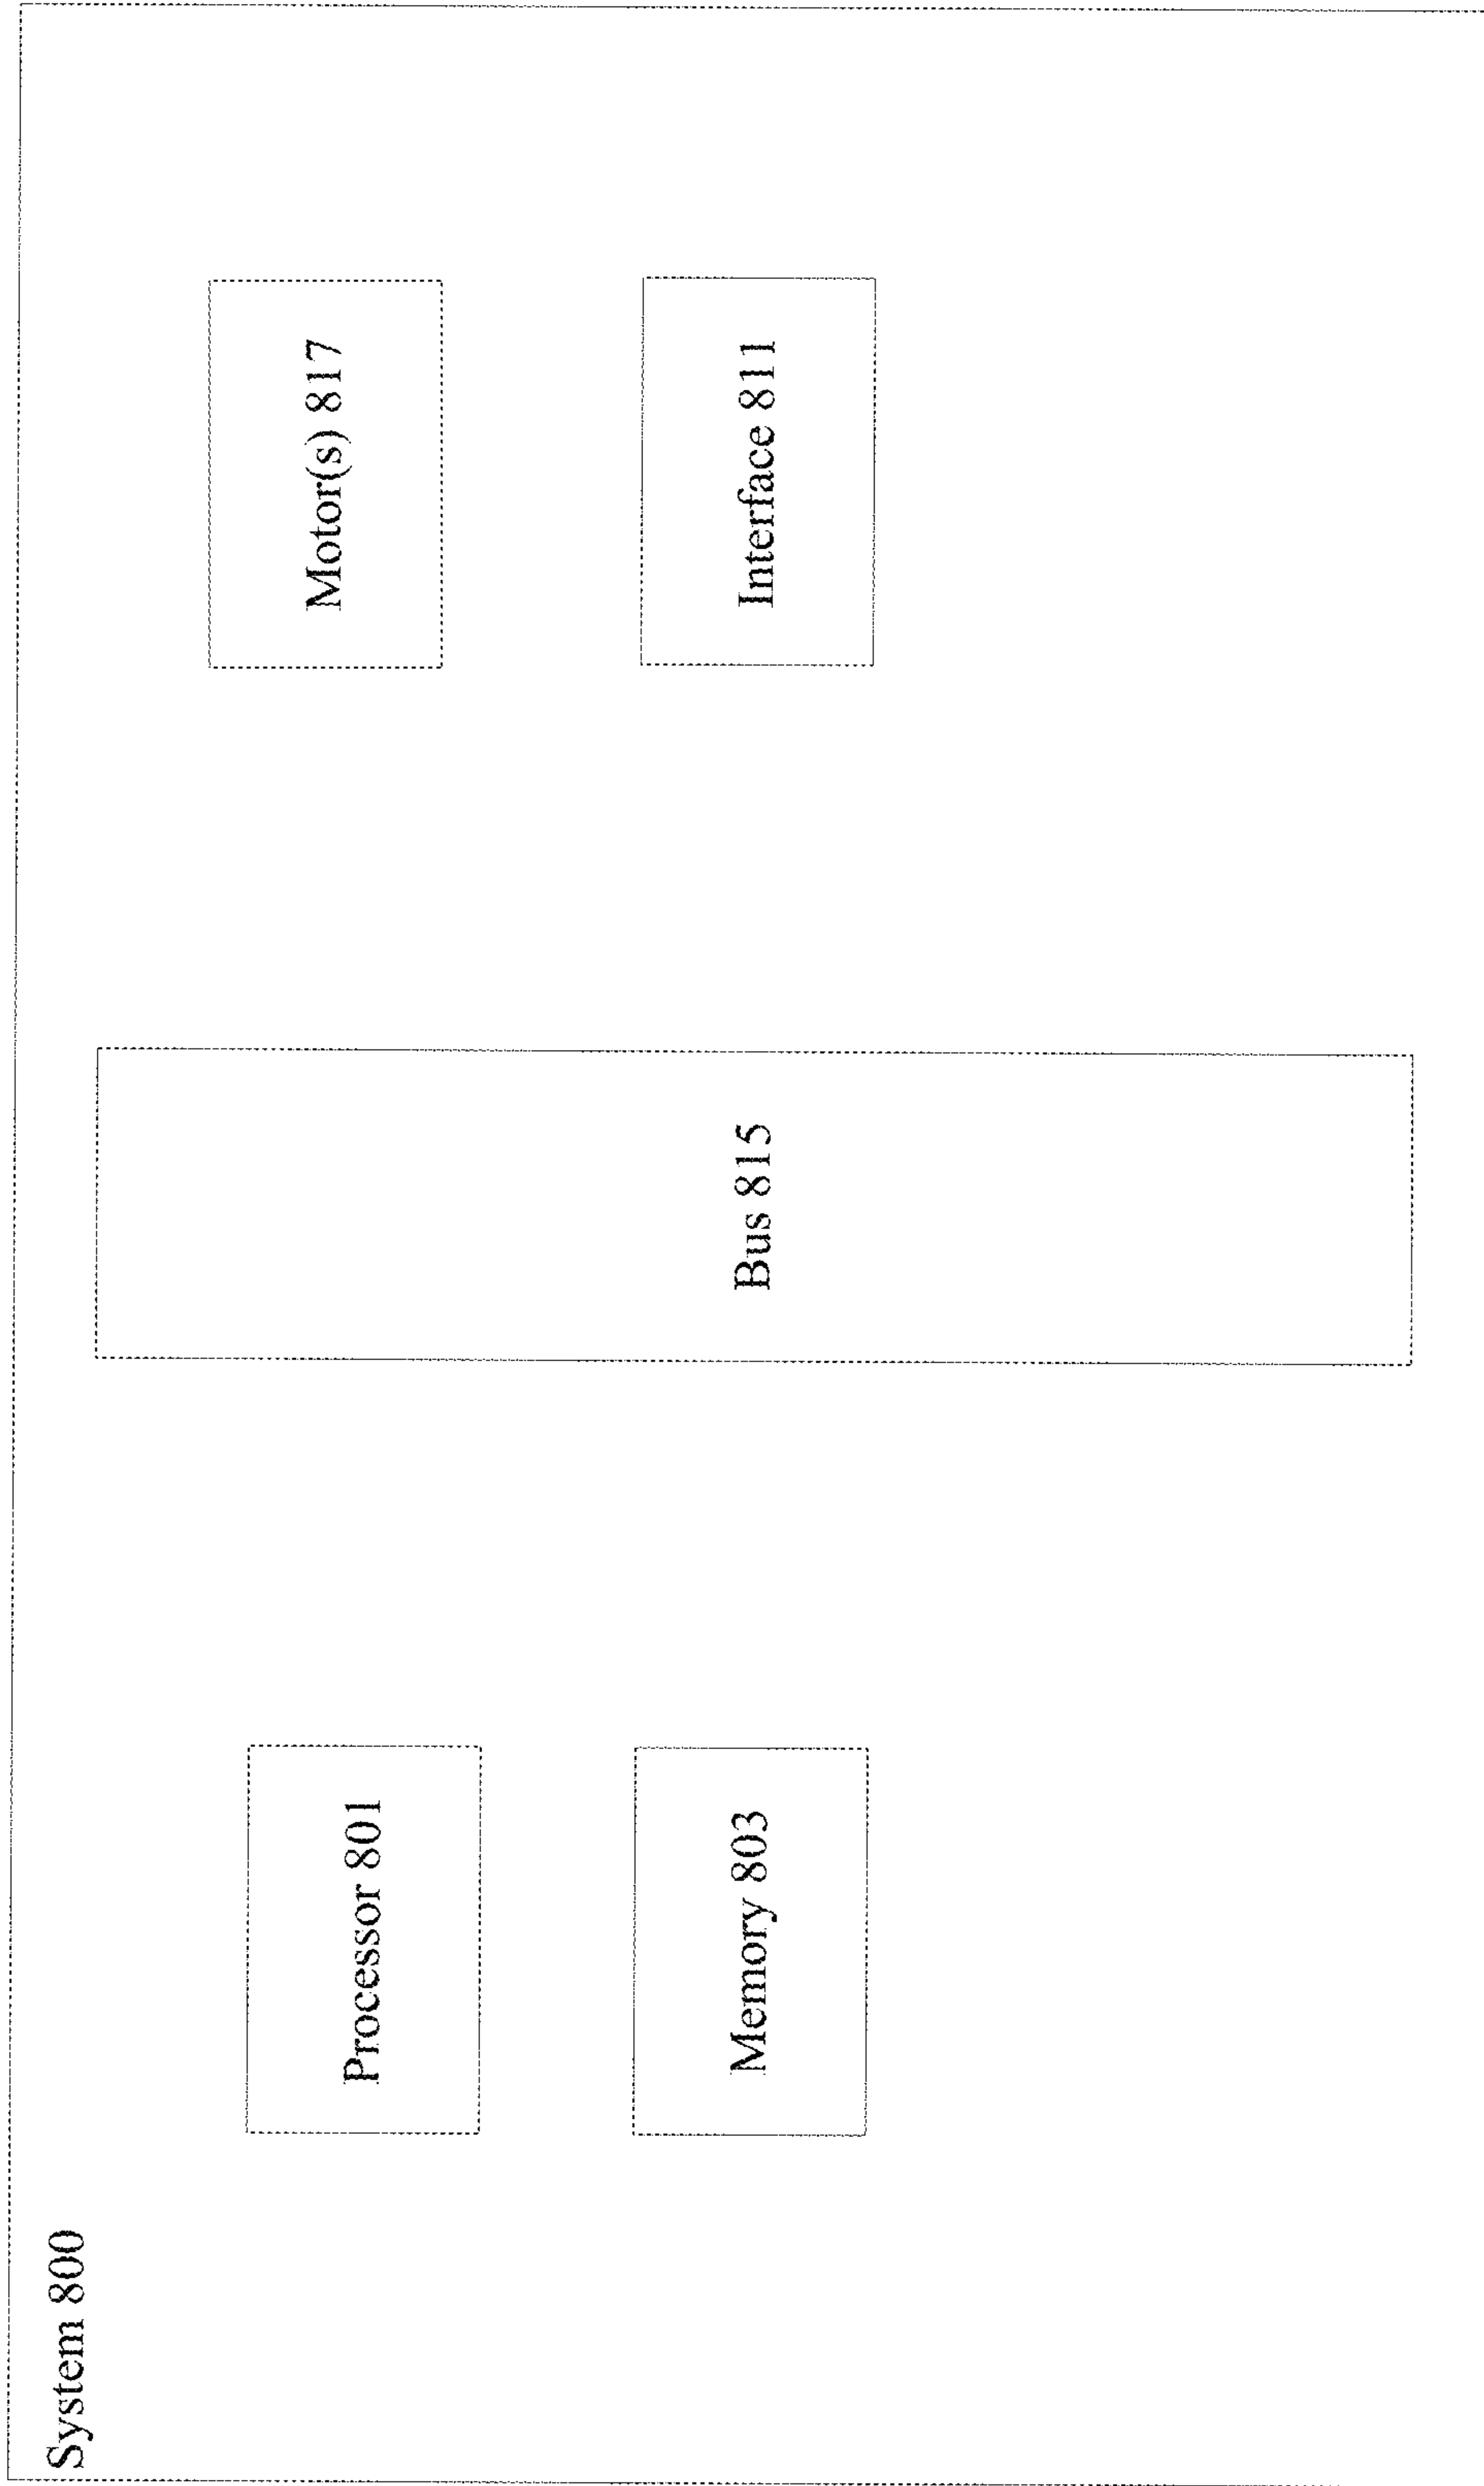 System 800
Processor 801
Memory 803
Bus 815
Motor(s) 817
Interface 811